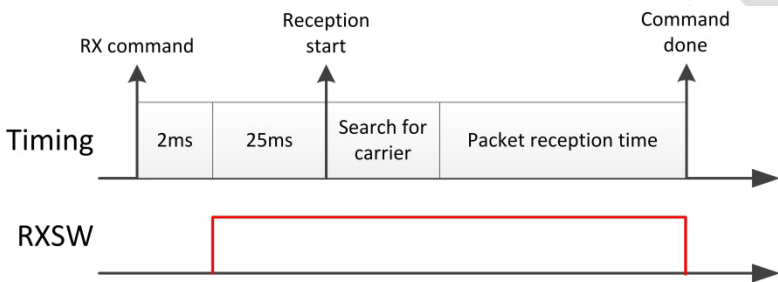 Reception
start
Command
done
RX command
Timing
2ms
25ms
Search for
carrier
Packet reception time
RXSW